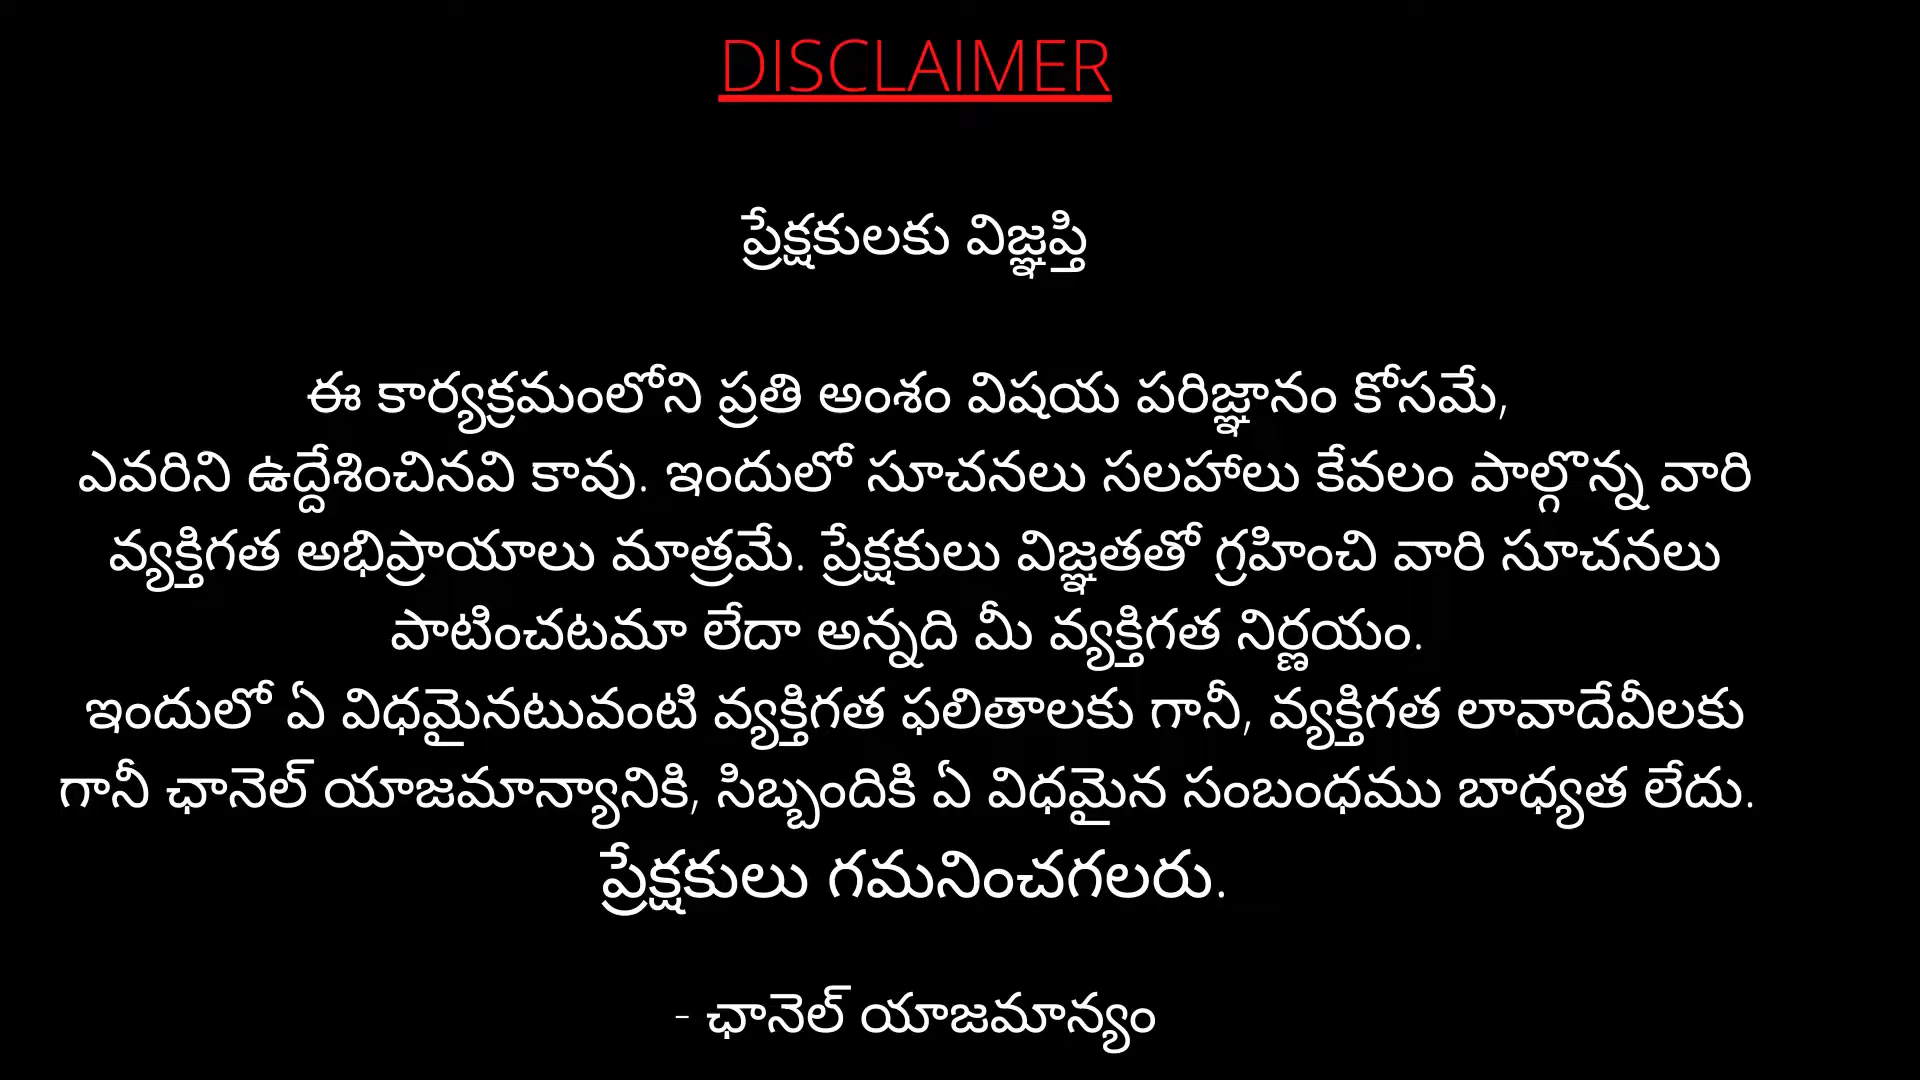 DISCLAIMER
ప్రేక్షకులకు విజ్ఞప్తి
ఈ కార్యక్రమంలోని ప్రతి అంశం విషయ పరిజ్ఞానం కోసమే,
ఎవరిని ఉద్దేశించినవి కావు. ఇందులో సూచనలు సలహాలు కేవలం పాల్గొన్న వారి
వ్యక్తిగత అభిప్రాయాలు మాత్రమే. ప్రేక్షకులు విజ్ఞతతో గ్రహించి వారి సూచనలు
పాటించటమా లేదా అన్నది మీ వ్యక్తిగత నిర్ణయం.
ఇందులో ఏ విధమైనటువంటి వ్యక్తిగత ఫలితాలకు గానీ, వ్యక్తిగత లావాదేవీలకు
గానీ ఛానెల్ యాజమాన్యానికి, సిబ్బందికి ఏ విధమైన సంబంధము బాధ్యత లేదు.
ప్రేక్షకులు గమనించగలరు.
- ఛానెల్ యాజమాన్యం